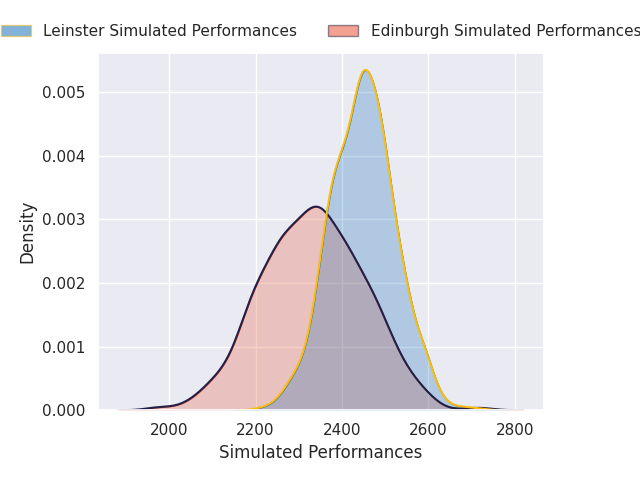 Leinster Simulated Performances Edinburgh Simulated Performances
0.005
0.004
0.003
0.002
0.001
0.000
Density
2000 2200 2400 2600 2800
Simulated Performances